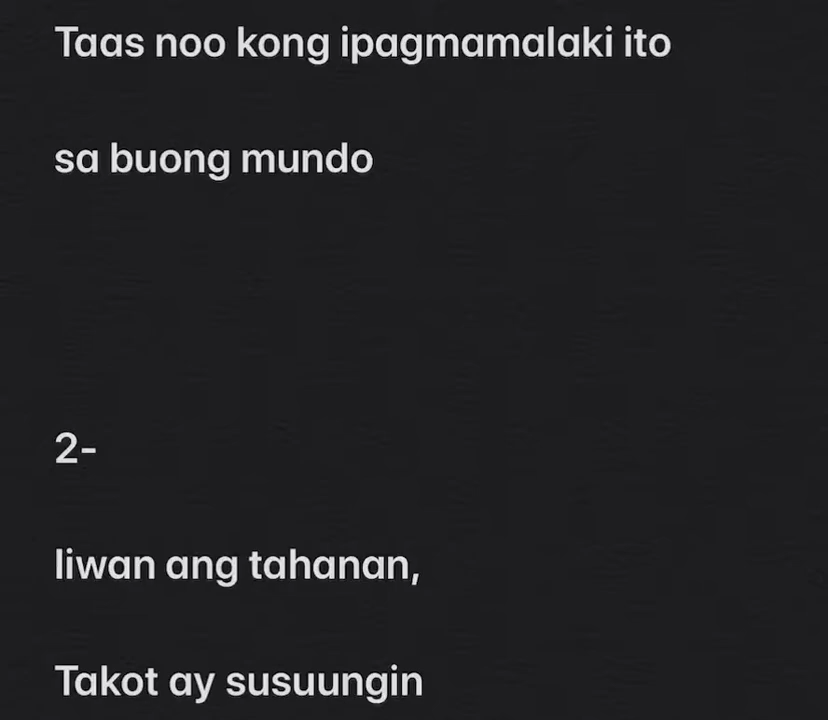 Taas noo kong ipagmamalaki ito
sa buong mundo
2-
Iiwan ang tahanan,
Takot ay susuungin